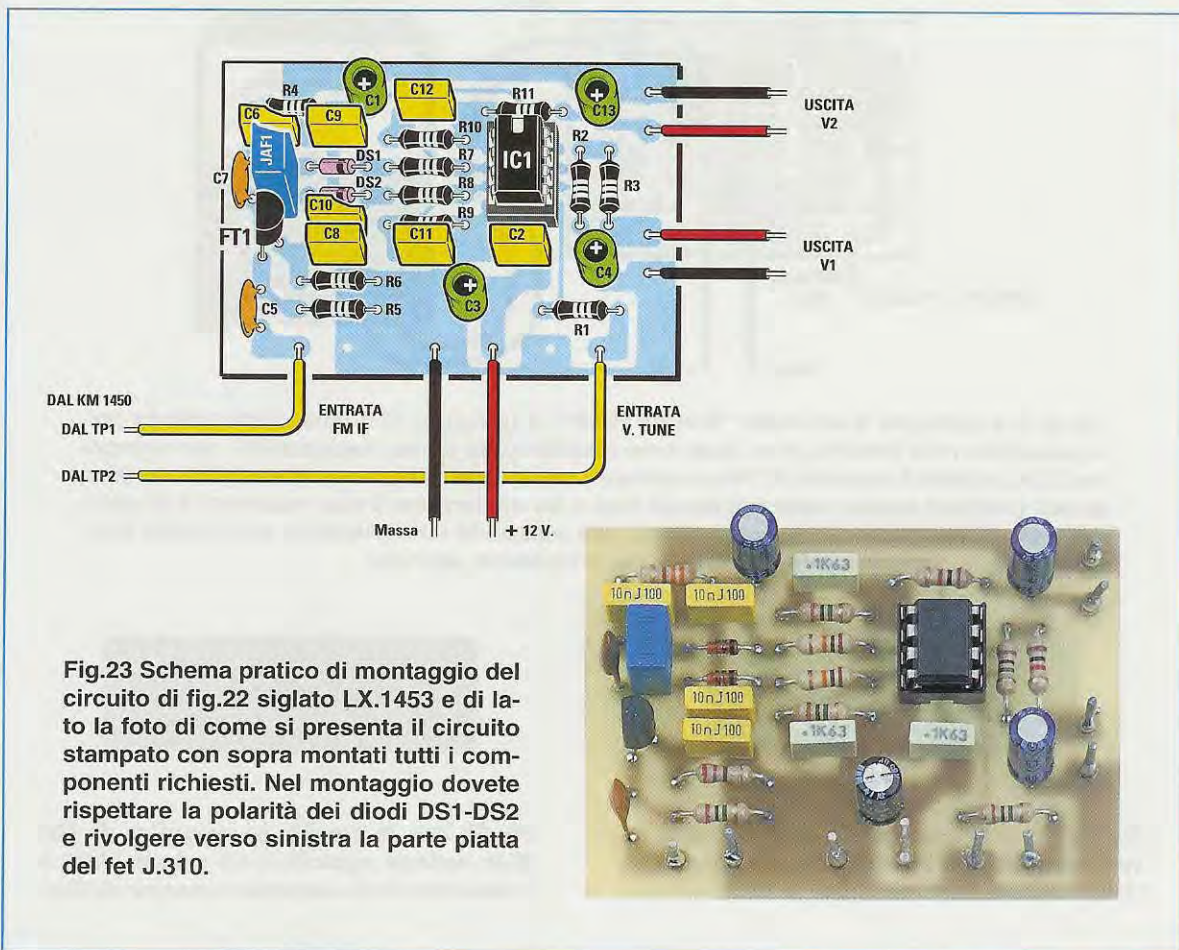 R4
C1
C12
R11
C13
C6
C9
R10
R2
USCITA
V2
JAF1
DS1
R7
IC1
C7
DS2
R8
R3
C10
R9
FT1
C8
C11
C2
USCITA
V1
C4
R6
C3
C5
R5
R1
DAL KM 1450
DAL TP1
ENTRATA
FM IF
ENTRATA
V. TUNE
DAL TP2
Massa
+ 12 V.
.1K63
10nJ100
10nJ100
10nJ100
10nJ100
.1K63
.1K63
Fig.23 Schema pratico di montaggio del
circuito di fig.22 siglato LX.1453 e di la-
to la foto di come si presenta il circuito
stampato con sopra montati tutti i com-
ponenti richiesti. Nel montaggio dovete
rispettare la polarità dei diodi DS1-DS2
e rivolgere verso sinistra la parte piatta
del fet J.310.